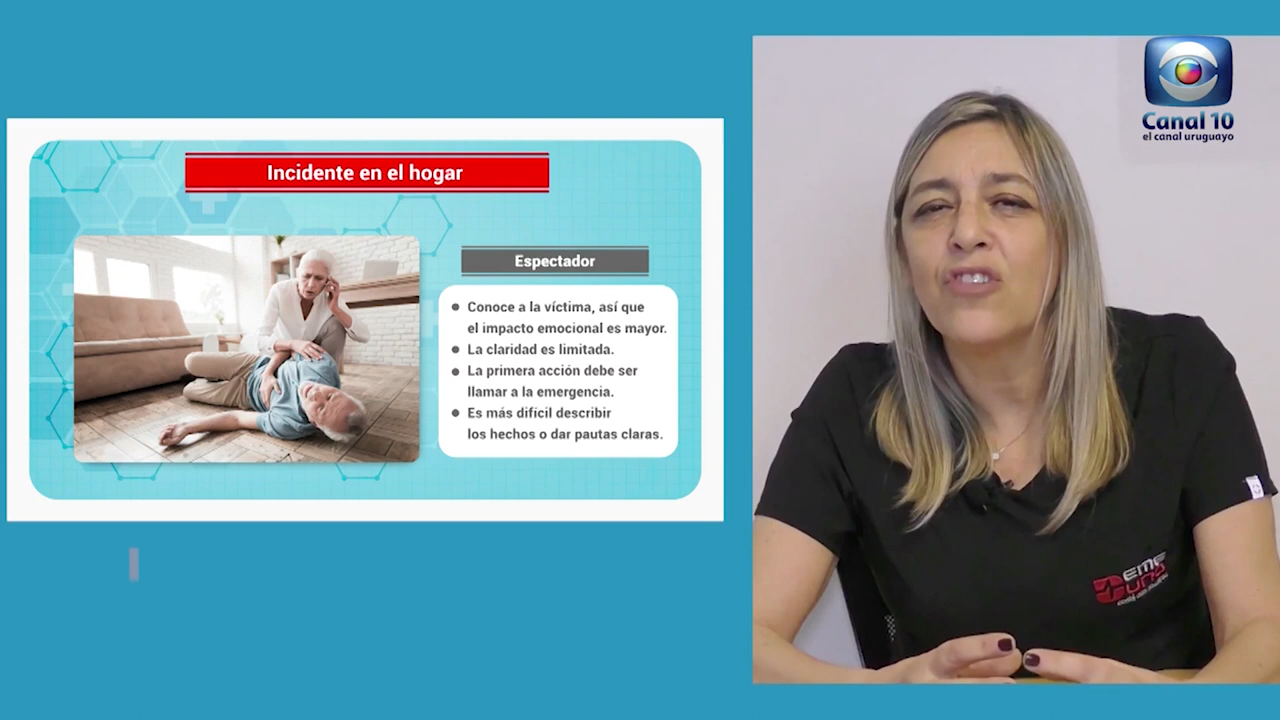 Incidente en el hogar
Espectador
Conoce a la víctima, así que
el impacto emocional es mayor.
La claridad es limitada.
La primera acción debe ser
llamar a la emergencia.
Es más difícil describir
los hechos o dar pautas claras.
Canal 10
el canal uruguayo
EME
una